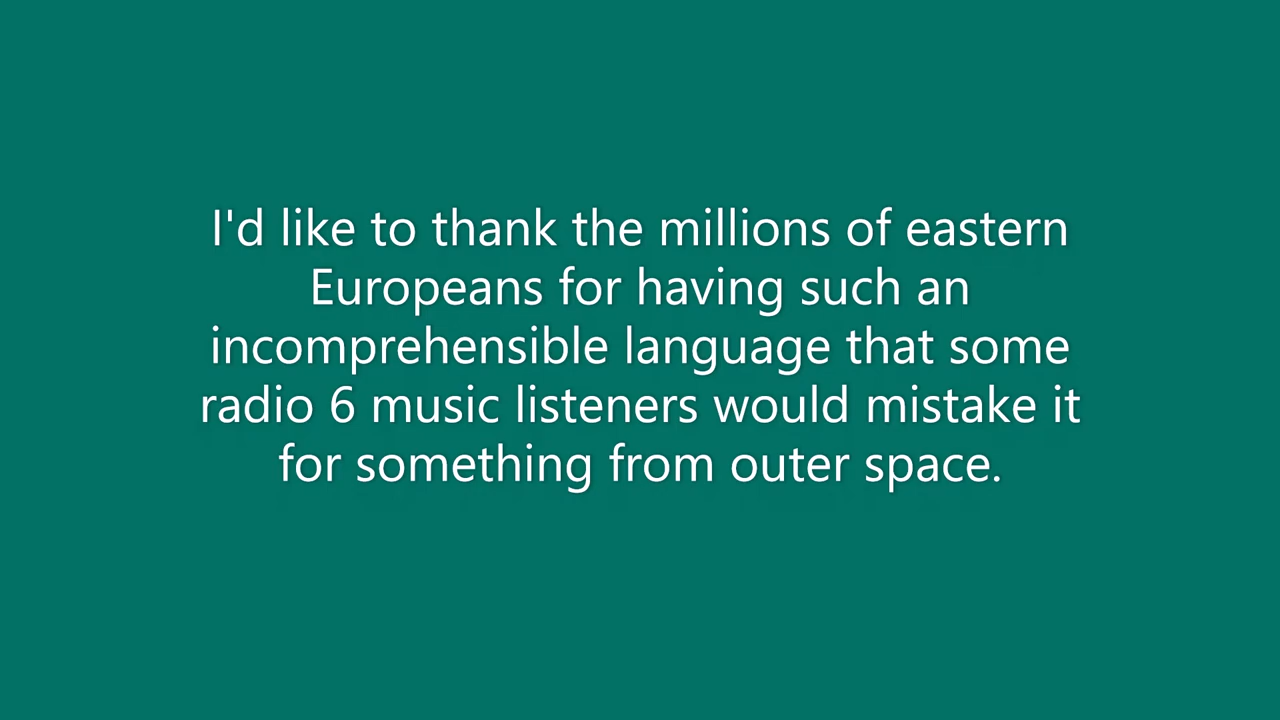 I'd like to thank the millions of eastern
Europeans for having such an
incomprehensible language that some
radio 6 music listeners would mistake it
for something from outer space.